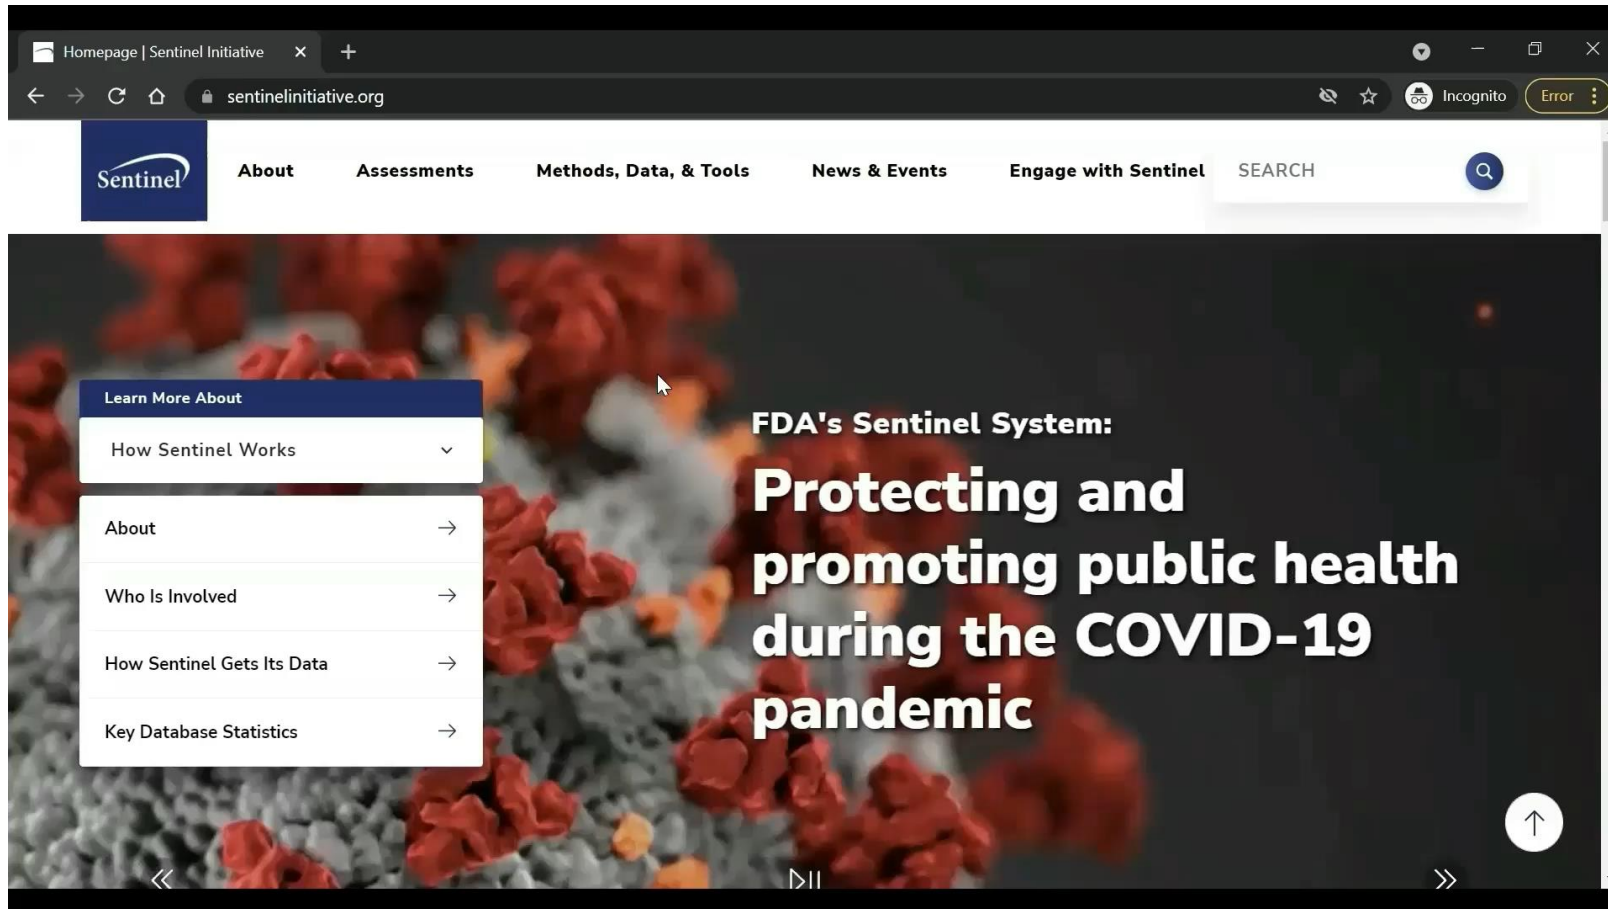 Homepage | Sentinel Initiative
sentinelinitiative.org
Incognito
Error
Sentinel
About
Assessments
Methods, Data, & Tools
News & Events
Engage with Sentinel
SEARCH
Learn More About
How Sentinel Works
About
Who Is Involved
How Sentinel Gets Its Data
Key Database Statistics
FDA's Sentinel System:
Protecting and
promoting public health
during the COVID-19
pandemic